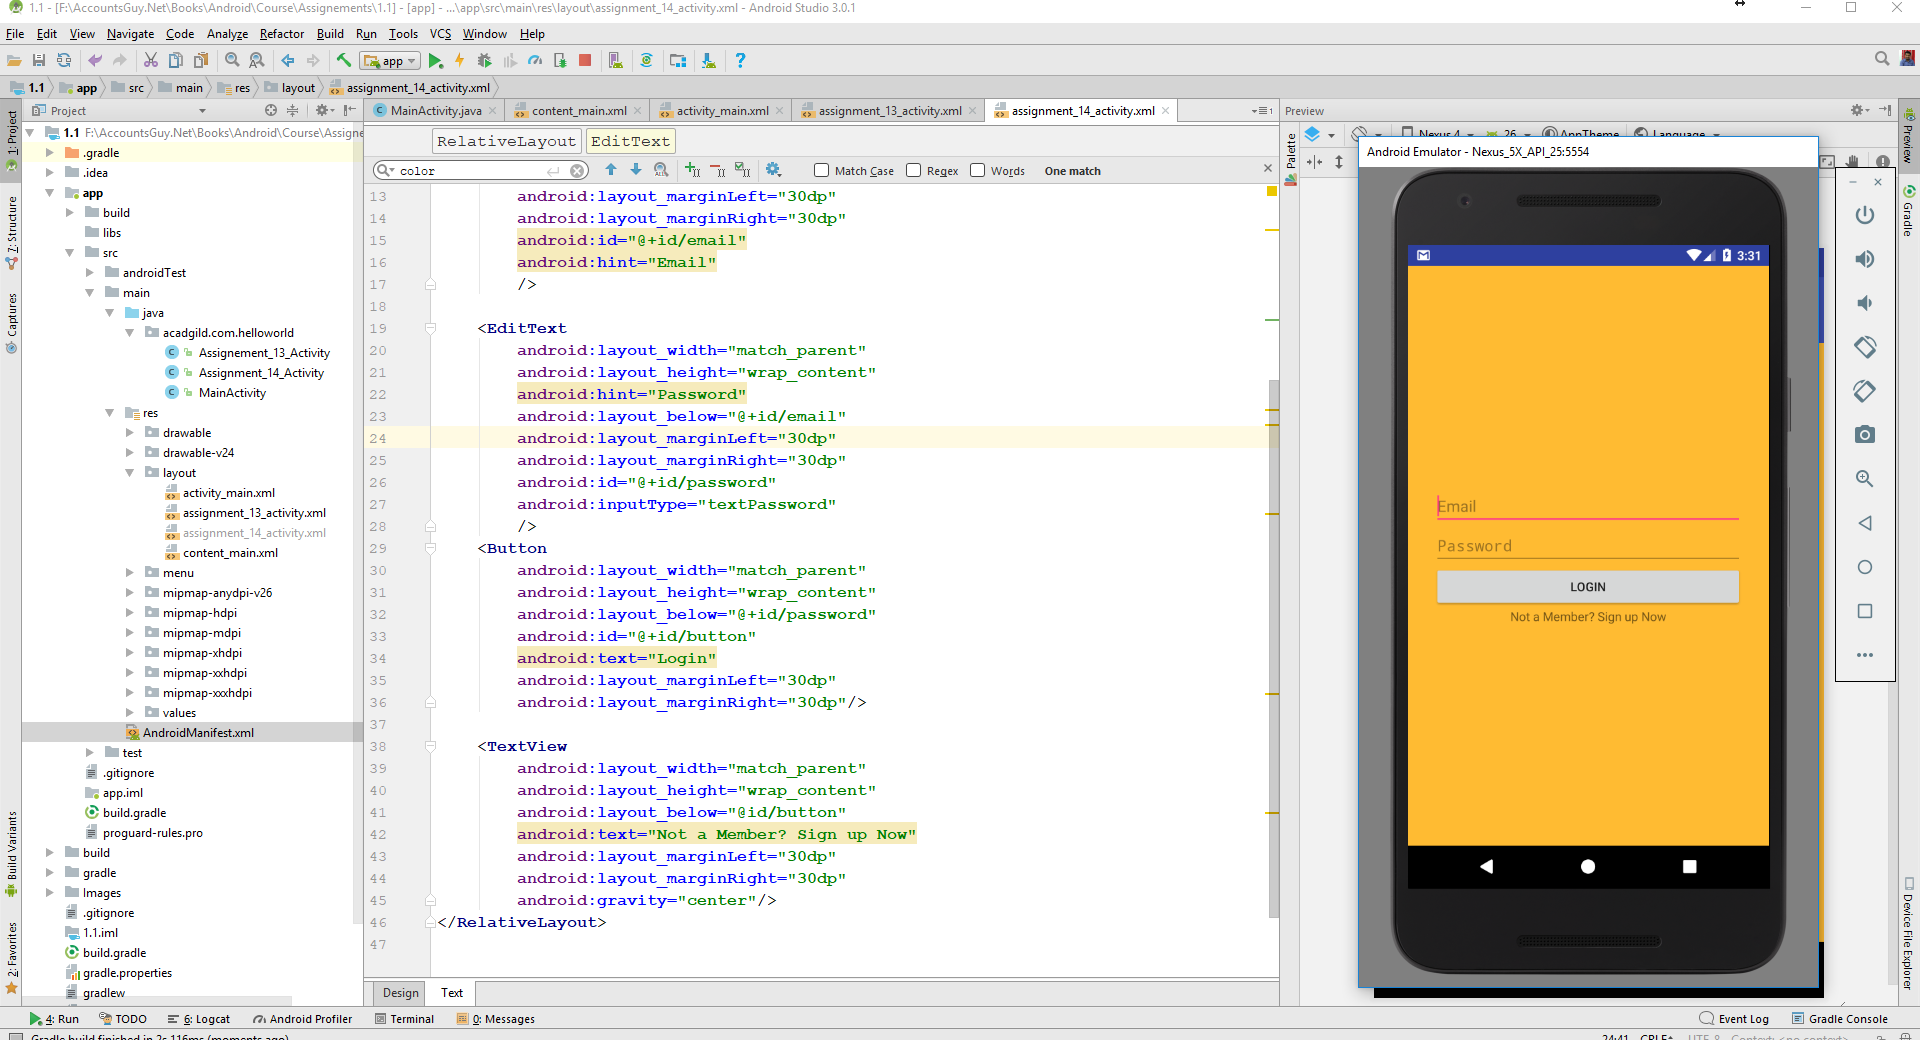 1.1 - [F:\AccountsGuy.Net\Books\Android\Course\Assignements\1.1] - [app] - ...\app\src\main\res\layout\assignment_14_activity.xml - Android Studio 3.0.1
File Edit View Navigate Code Analyze Refactor Build Run Tools VCS Window Help
app
1.1 app src main res layout assignment_14_activity.xml
Project
MainActivity.java content_main.xml activity_main.xml assignment_13_activity.xml assignment_14_activity.xml
Preview
1: Project
7: Structure
Captures
Build Variants
2: Favorites
1.1 F:\AccountsGuy.Net\Books\Android\Course\Assigne
.gradle
.idea
app
build
libs
src
androidTest
main
java
acadgild.com.helloworld
Assignement_13_Activity
Assignment_14_Activity
MainActivity
res
drawable
drawable-v24
layout
activity_main.xml
assignment_13_activity.xml
assignment_14_activity.xml
content_main.xml
menu
mipmap-anydpi-v26
mipmap-hdpi
mipmap-mdpi
mipmap-xhdpi
mipmap-xxhdpi
mipmap-xxxhdpi
values
AndroidManifest.xml
test
.gitignore
app.iml
build.gradle
proguard-rules.pro
build
gradle
Images
.gitignore
1.1.iml
build.gradle
gradle.properties
gradlew
RelativeLayout EditText
color
Match Case Regex Words One match
13 android:layout_marginLeft="30dp"
14 android:layout_marginRight="30dp"
15 android:id="@+id/email"
16 android:hint="Email"
17 />
18
19 <EditText
20 android:layout_width="match_parent"
21 android:layout_height="wrap_content"
22 android:hint="Password"
23 android:layout_below="@+id/email"
24 android:layout_marginLeft="30dp"
25 android:layout_marginRight="30dp"
26 android:id="@+id/password"
27 android:inputType="textPassword"
28 />
29 <Button
30 android:layout_width="match_parent"
31 android:layout_height="wrap_content"
32 android:layout_below="@+id/password"
33 android:id="@+id/button"
34 android:text="Login"
35 android:layout_marginLeft="30dp"
36 android:layout_marginRight="30dp"/>
37
38 <TextView
39 android:layout_width="match_parent"
40 android:layout_height="wrap_content"
41 android:layout_below="@id/button"
42 android:text="Not a Member? Sign up Now"
43 android:layout_marginLeft="30dp"
44 android:layout_marginRight="30dp"
45 android:gravity="center"/>
46 </RelativeLayout>
47
Design Text
Palette
Nexus 4 26 AppTheme Language
Android Emulator - Nexus_5X_API_25:5554
3:31
Email
Password
LOGIN
Not a Member? Sign up Now
Preview
Gradle
Device File Explorer
4: Run TODO 6: Logcat Android Profiler Terminal 0: Messages
Event Log Gradle Console
Gradle build finished in 2s 116ms (moments ago)
24:41 CRLF UTF-8 Context: <no context>